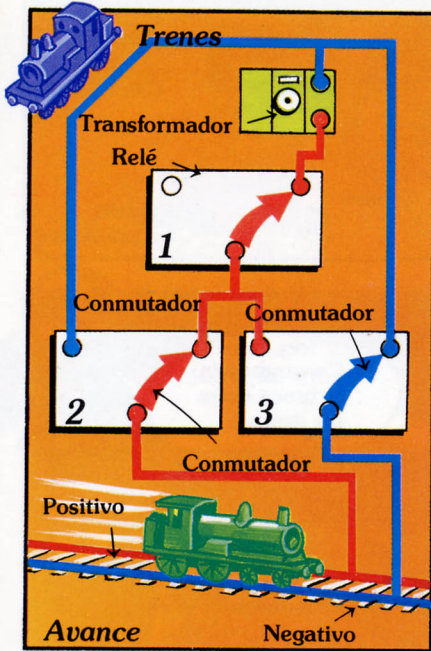 Trenes
Transformador
Relé
1
Conmutador
Conmutador
2
3
Conmutador
Positivo
Avance
Negativo